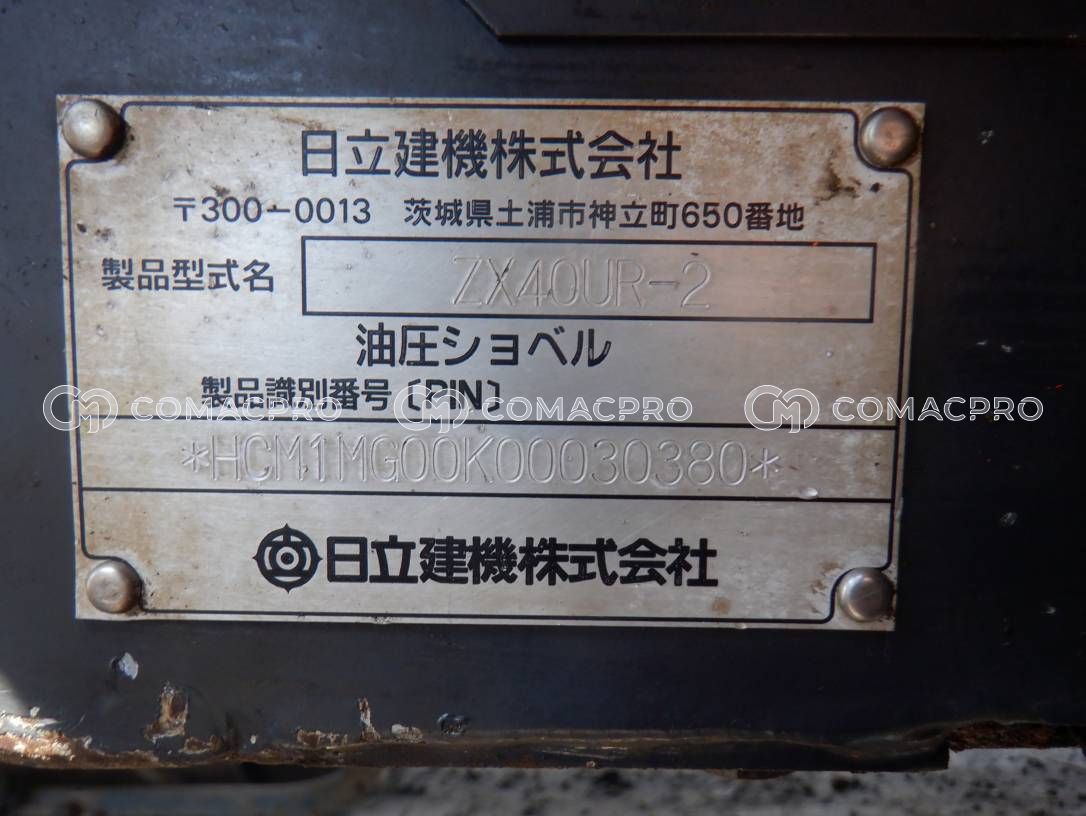 日立建機株式会社
〒300-0013 茨城県土浦市神立町650番地
製品型式名 ZX40UR-2
油圧ショベル
製品識別番号〔PIN〕
COMACPRO COMACPRO COMACPRO
*HCM1MG00K00030380*
日立建機株式会社